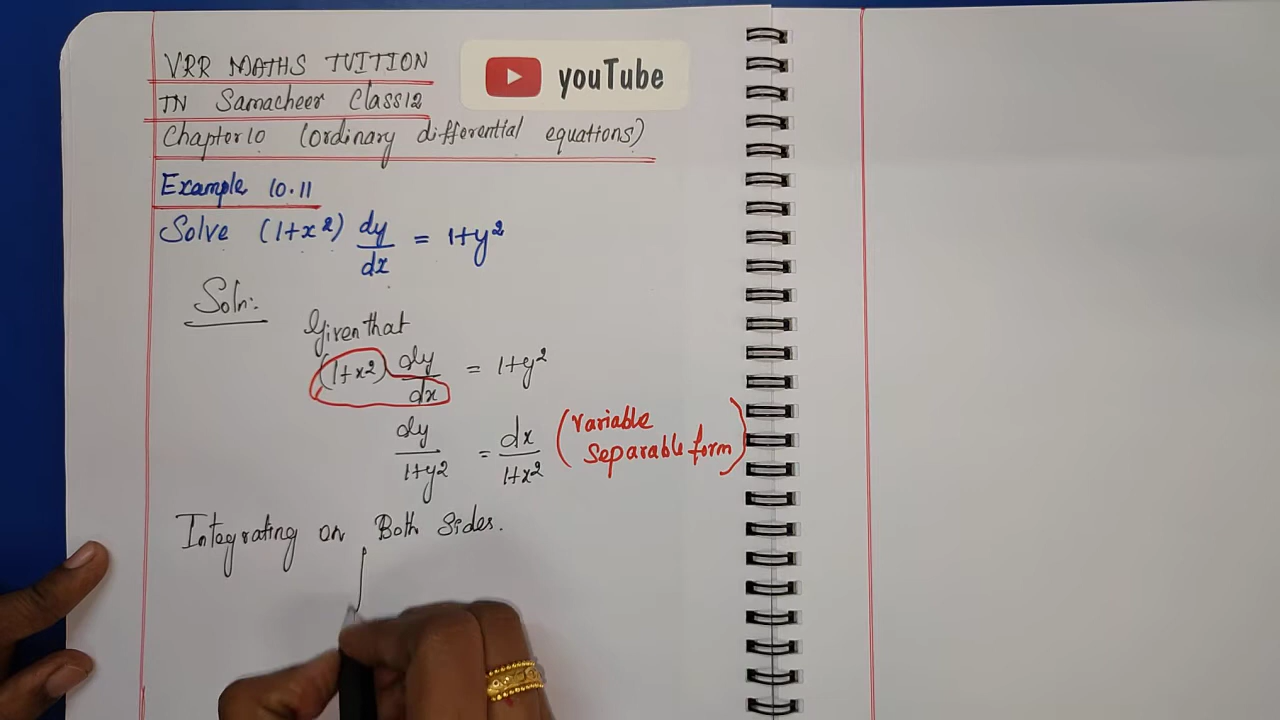 VRR MATHS TUITION
youTube
TN Samacheer Class12
Chapter10 (ordinary differential equations)
Example 10.11
Solve (1+x²) dy/dx = 1+y²
Soln:.
Given that
(1+x²) dy/dx = 1+y²
dy/1+y² = dx/1+x² (variable separable form)
Integrating on Both Sides.
∫